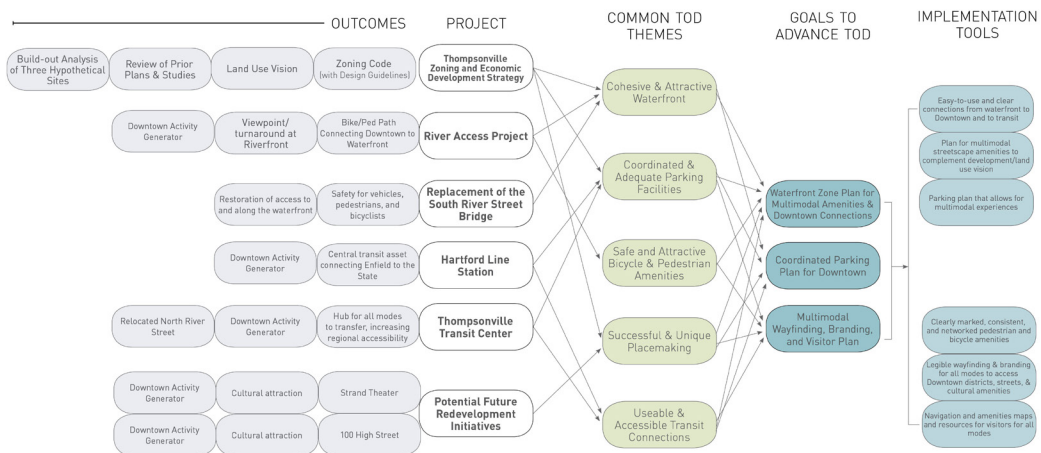 OUTCOMES
PROJECT
COMMON TOD
THEMES
GOALS TO
ADVANCE TOD
IMPLEMENTATION
TOOLS
Build-out Analysis
of Three Hypothetical
Sites
Review of Prior
Plans & Studies
Land Use Vision
Zoning Code
(with Design Guidelines)
Thompsonville
Zoning and Economic
Development Strategy
Downtown Activity
Generator
Viewpoint/
turnaround at
Riverfront
Bike/Ped Path
Connecting Downtown to
Waterfront
River Access Project
Restoration of access to
and along the waterfront
Safety for vehicles,
pedestrians, and
bicyclists
Replacement of the
South River Street
Bridge
Downtown Activity
Generator
Central transit asset
connecting Enfield to the
State
Hartford Line
Station
Relocated North River
Street
Downtown Activity
Generator
Hub for all modes
to transfer, increasing
regional accessibility
Thompsonville
Transit Center
Downtown Activity
Generator
Cultural attraction
Strand Theater
Downtown Activity
Generator
Cultural attraction
100 High Street
Potential Future
Redevelopment
Initiatives
Cohesive & Attractive
Waterfront
Coordinated &
Adequate Parking
Facilities
Safe and Attractive
Bicycle & Pedestrian
Amenities
Successful & Unique
Placemaking
Useable &
Accessible Transit
Connections
Waterfront Zone Plan for
Multimodal Amenities &
Downtown Connections
Coordinated Parking
Plan for Downtown
Multimodal
Wayfinding, Branding,
and Visitor Plan
Easy-to-use and clear
connections from waterfront to
Downtown and to transit
Plan for multimodal
streetscape amenities to
complement development/land
use vision
Parking plan that allows for
multimodal experiences
Clearly marked, consistent,
and networked pedestrian and
bicycle amenities
Legible wayfinding & branding
for all modes to access
Downtown districts, streets, &
cultural amenities
Navigation and amenities maps
and resources for visitors for all
modes